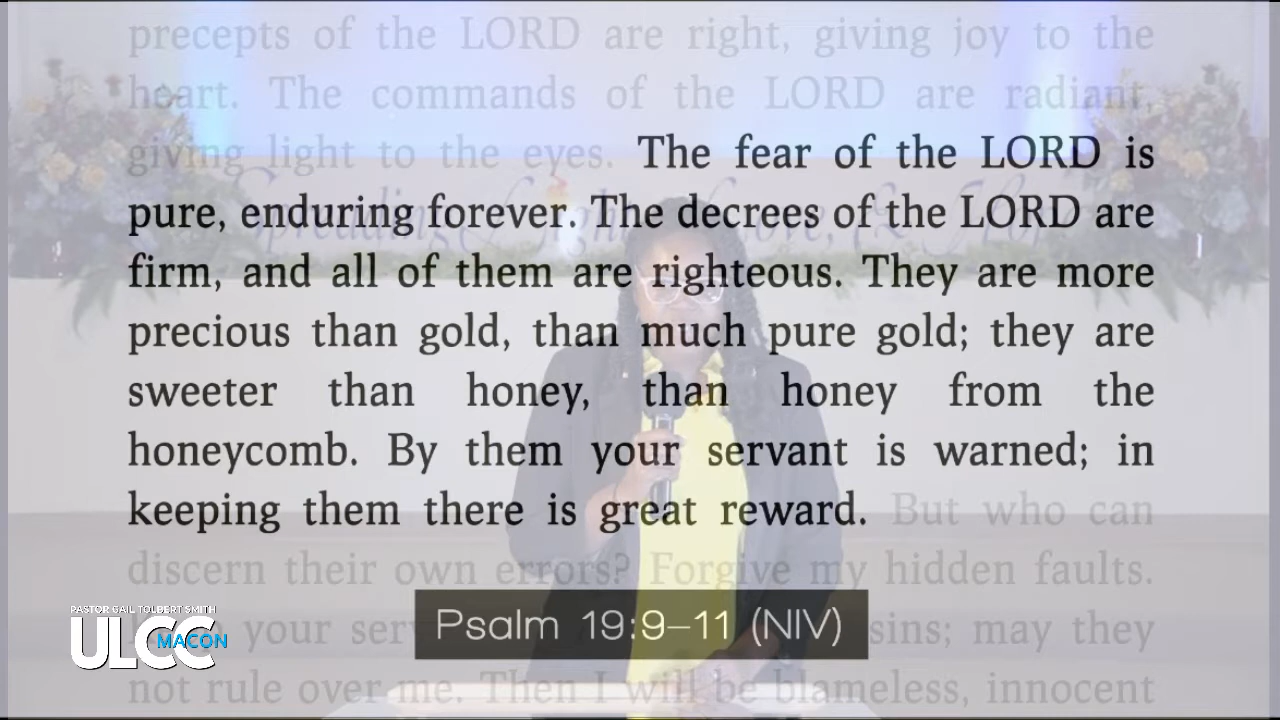 precepts of the LORD are right, giving joy to the
heart. The commands of the LORD are radiant,
giving light to the eyes. The fear of the LORD is
pure, enduring forever. The decrees of the LORD are
firm, and all of them are righteous. They are more
precious than gold, than much pure gold; they are
sweeter than honey, than honey from the
honeycomb. By them your servant is warned; in
keeping them there is great reward. But who can
discern their own errors? Forgive my hidden faults.
your ser sins; may they
not rule over me. Then I will be blameless, innocent
Spreading Light, Love, &
Psalm 19:9–11 (NIV)
PASTOR GAIL TOLBERT SMITH
ULCC
MACON